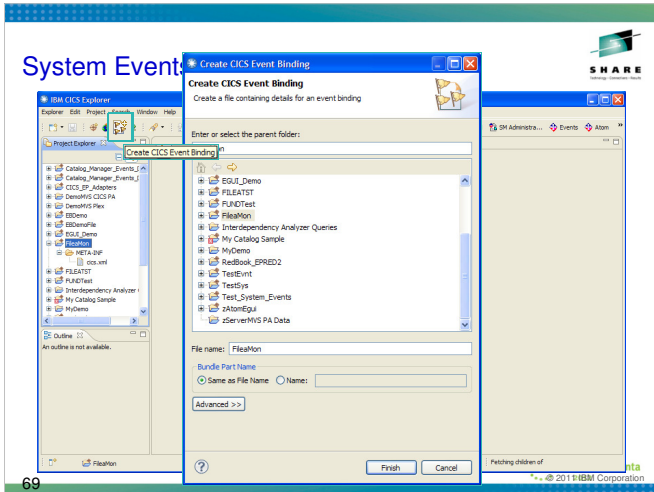 System Events
SHARE
Technology · Connections · Results
IBM CICS Explorer
Explorer Edit Project Search Window Help
SM Administra... Events Atom »
Create CICS Event Binding
Project Explorer
Catalog_Manager_Events_
Catalog_Manager_Events_
CICS_EP_Adapters
DemoMVS CICS PA
DemoMVS Plex
EBDemo
EBDemoFile
EGUI_Demo
FileaMon
META-INF
cics.xml
FILEATST
FUNDTest
Interdependency Analyzer
My Catalog Sample
MyDemo
Outline
An outline is not available.
FileaMon
Create CICS Event Binding
Create CICS Event Binding
Create a file containing details for an event binding
Enter or select the parent folder:
n
EGUI_Demo
FILEATST
FUNDTest
FileaMon
Interdependency Analyzer Queries
My Catalog Sample
MyDemo
RedBook_EPRED2
TestEvnt
TestSys
Test_System_Events
zAtomEgui
zServerMVS PA Data
File name: FileaMon
Bundle Part Name
Same as File Name Name:
Advanced >>
? Finish Cancel
Fetching children of
nta
69
© 2011 IBM Corporation